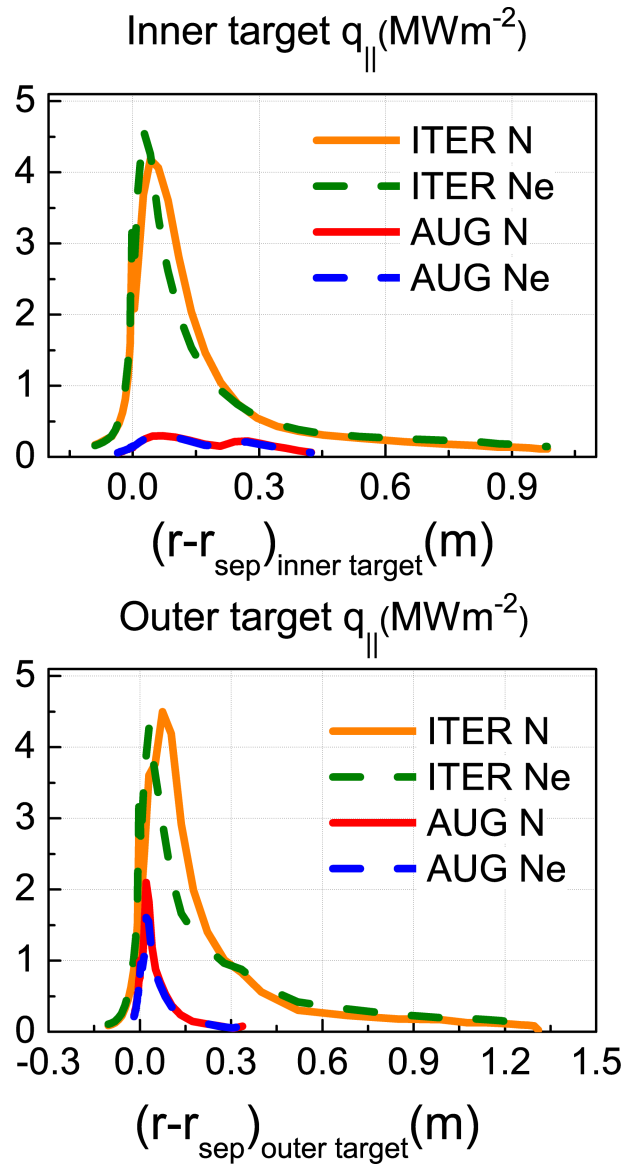 Inner target q||(MWm-2)
5
4
3
2
1
0
ITER N
ITER Ne
AUG N
AUG Ne
0.0 0.3 0.6 0.9
(r-rsep)inner target(m)
Outer target q||(MWm-2)
5
4
3
2
1
0
ITER N
ITER Ne
AUG N
AUG Ne
-0.3 0.0 0.3 0.6 0.9 1.2 1.5
(r-rsep)outer target(m)